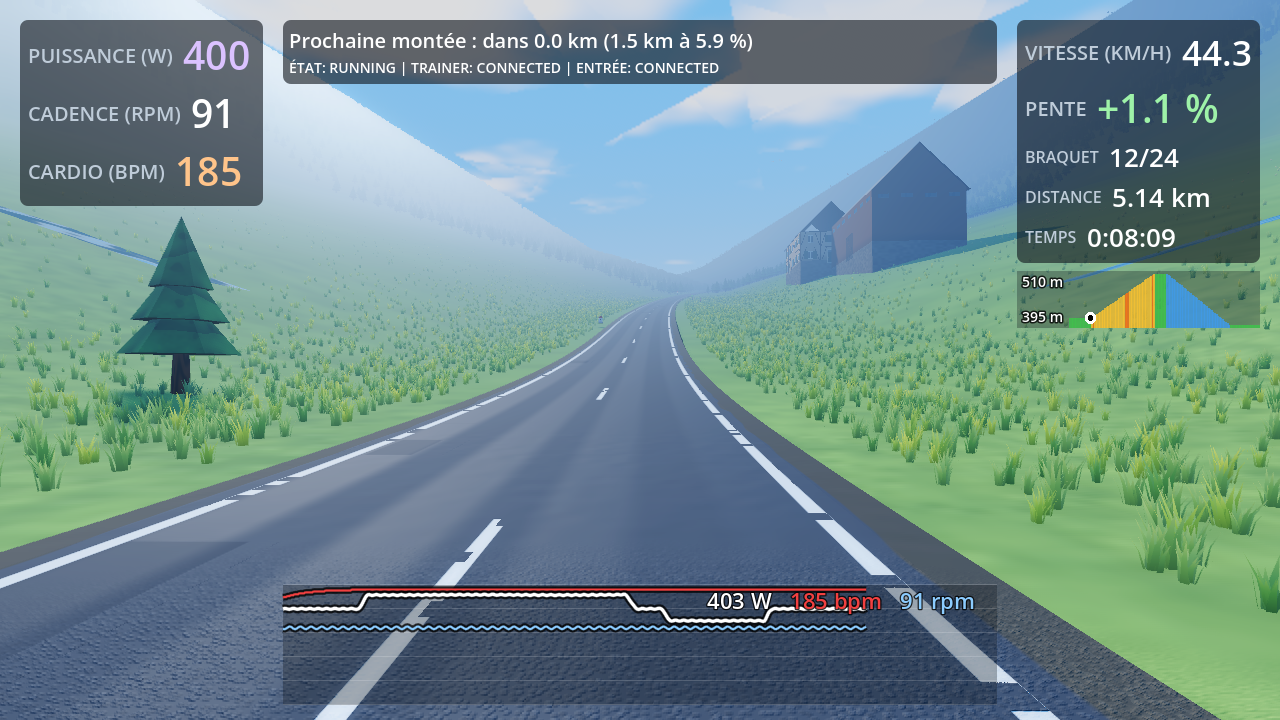 PUISSANCE (W) 400
CADENCE (RPM) 91
CARDIO (BPM) 185
Prochaine montée : dans 0.0 km (1.5 km à 5.9 %)
ÉTAT: RUNNING | TRAINER: CONNECTED | ENTRÉE: CONNECTED
VITESSE (KM/H) 44.3
PENTE +1.1 %
BRAQUET 12/24
DISTANCE 5.14 km
TEMPS 0:08:09
510 m
395 m
403 W 185 bpm 91 rpm